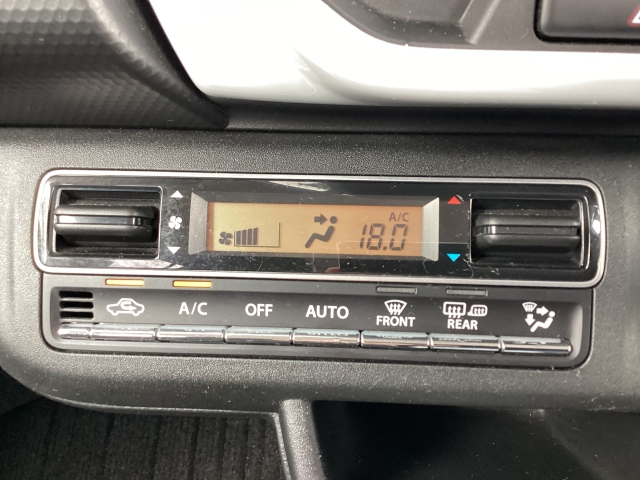 A/C
18.0
A/C OFF AUTO FRONT REAR